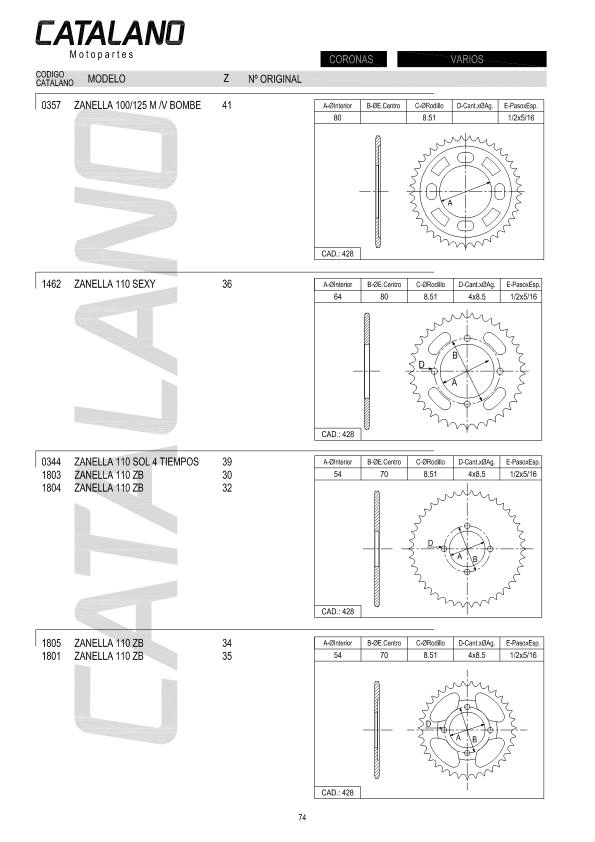 CATALANO
Motopartes
CORONAS VARIOS
CODIGO CATALANO MODELO Z Nº ORIGINAL
0357 ZANELLA 100/125 M /V BOMBE 41
A-ØInterior B-ØE.Centro C-ØRodillo D-Cant.xØAg. E-PasoxEsp.
80 8.51 1/2x5/16
A
CAD.: 428
1462 ZANELLA 110 SEXY 36
A-ØInterior B-ØE.Centro C-ØRodillo D-Cant.xØAg. E-PasoxEsp.
64 80 8.51 4x8.5 1/2x5/16
B
D
A
CAD.: 428
0344 ZANELLA 110 SOL 4 TIEMPOS 39
1803 ZANELLA 110 ZB 30
1804 ZANELLA 110 ZB 32
A-ØInterior B-ØE.Centro C-ØRodillo D-Cant.xØAg. E-PasoxEsp.
54 70 8.51 4x8.5 1/2x5/16
D
A B
CAD.: 428
1805 ZANELLA 110 ZB 34
1801 ZANELLA 110 ZB 35
A-ØInterior B-ØE.Centro C-ØRodillo D-Cant.xØAg. E-PasoxEsp.
54 70 8.51 4x8.5 1/2x5/16
D
A B
CAD.: 428
CATALANO
74